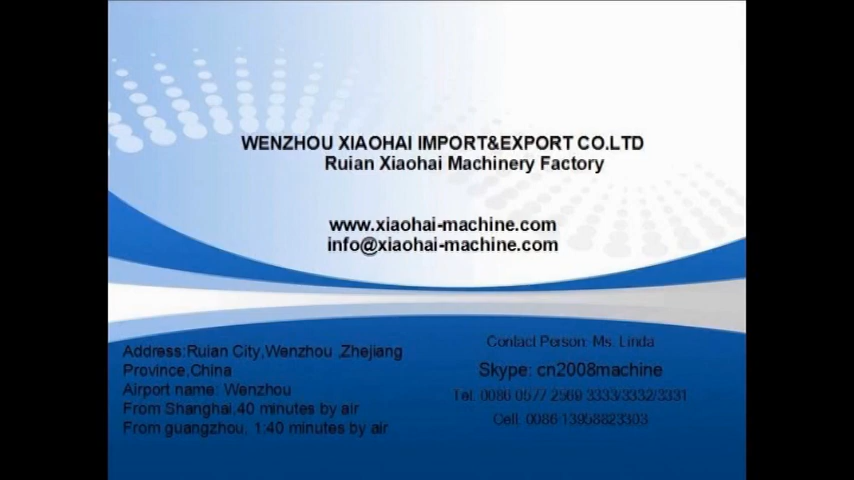 WENZHOU XIAOHAI IMPORT&EXPORT CO.LTD
Ruian Xiaohai Machinery Factory
www.xiaohai-machine.com
info@xiaohai-machine.com
Address:Ruian City,Wenzhou ,Zhejiang
Province,China
Airport name: Wenzhou
From Shanghai,40 minutes by air
From guangzhou, 1:40 minutes by air
Contact Person: Ms. Linda
Skype: cn2008machine
Tel: 0086 0577 2569 3333/3332/3331
Cell: 0086 13958823303